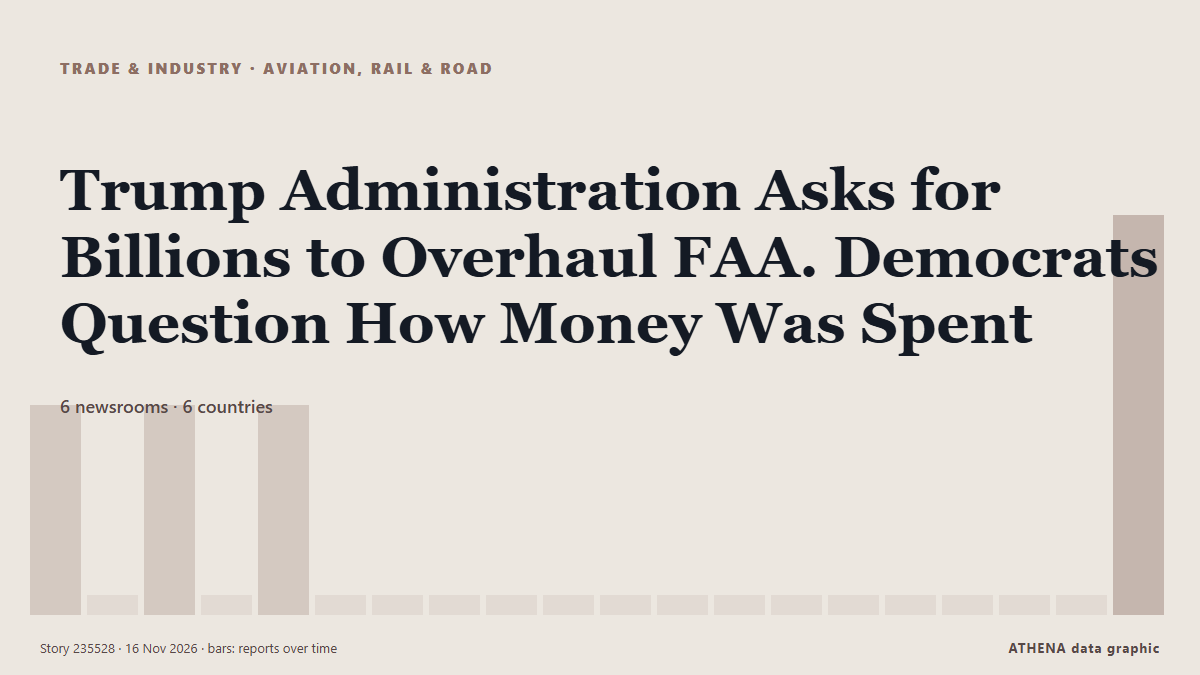 TRADE & INDUSTRY · AVIATION, RAIL & ROAD
Trump Administration Asks for
Billions to Overhaul FAA. Democrats
Question How Money Was Spent
6 newsrooms · 6 countries
Story 235528 · 16 Nov 2026 · bars: reports over time
ATHENA data graphic